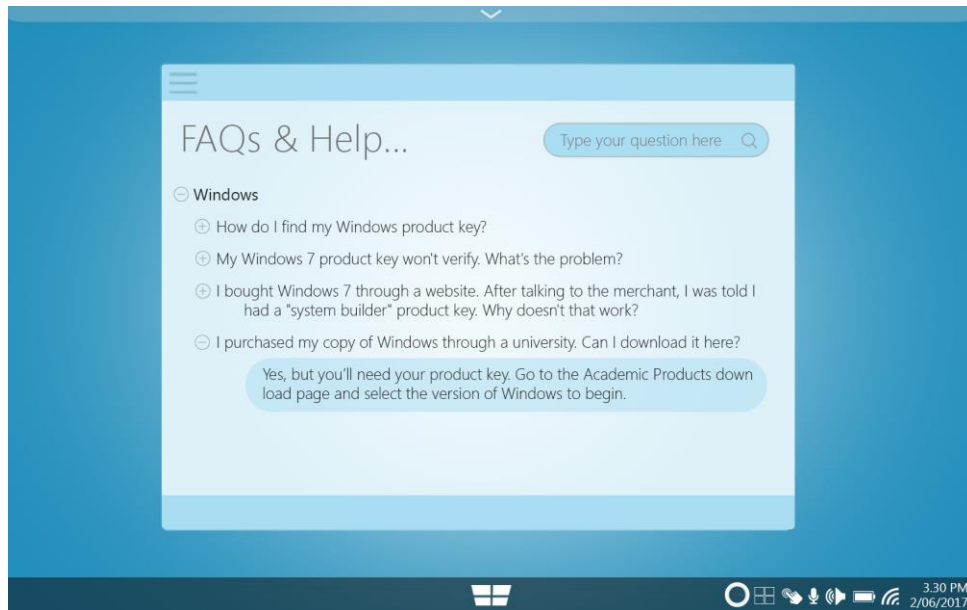 FAQs & Help...
Type your question here
Windows
How do I find my Windows product key?
My Windows 7 product key won't verify. What's the problem?
I bought Windows 7 through a website. After talking to the merchant, I was told I
had a "system builder" product key. Why doesn't that work?
I purchased my copy of Windows through a university. Can I download it here?
Yes, but you'll need your product key. Go to the Academic Products down
load page and select the version of Windows to begin.
3.30 PM
2/06/2017